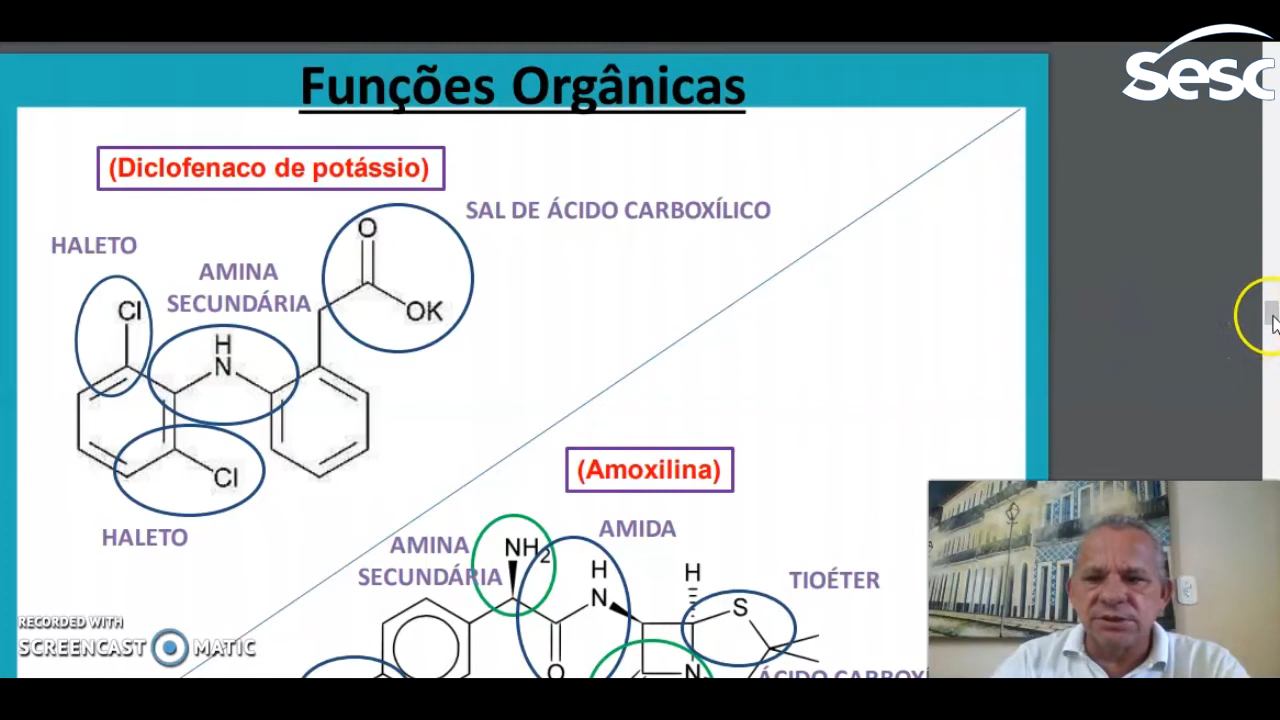 Sesc
Funções Orgânicas
(Diclofenaco de potássio)
SAL DE ÁCIDO CARBOXÍLICO
HALETO
AMINA
SECUNDÁRIA
O
Cl
OK
H
N
Cl
HALETO
(Amoxilina)
AMIDA
AMINA
SECUNDÁRIA
NH2
H
H
N
S
TIOÉTER
O
N
RECORDED WITH
SCREENCAST MATIC